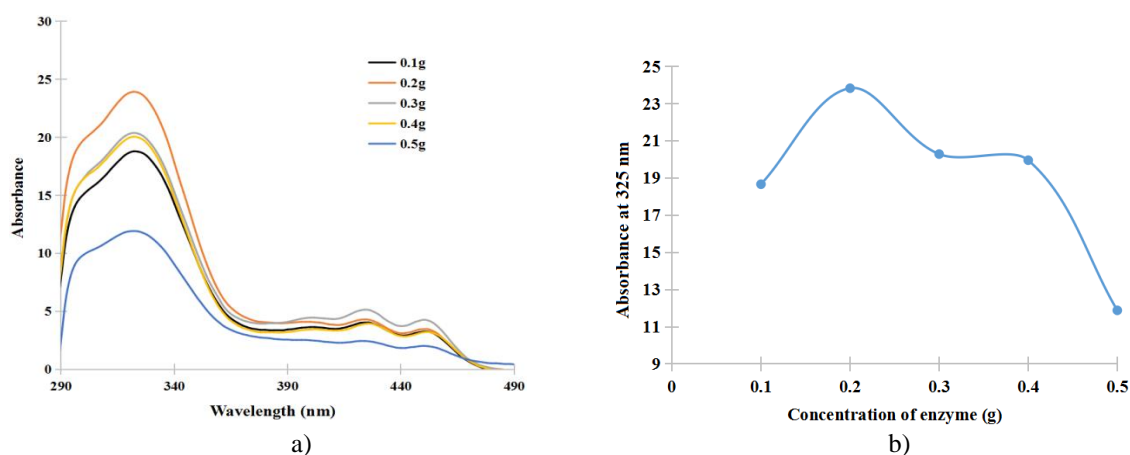 30
25
20
15
10
5
0
Absorbance
290
340
390
440
490
Wavelength (nm)
0.1g
0.2g
0.3g
0.4g
0.5g
a)
25
23
21
19
17
15
13
11
9
Absorbance at 325 nm
0
0.1
0.2
0.3
0.4
0.5
Concentration of enzyme (g)
b)